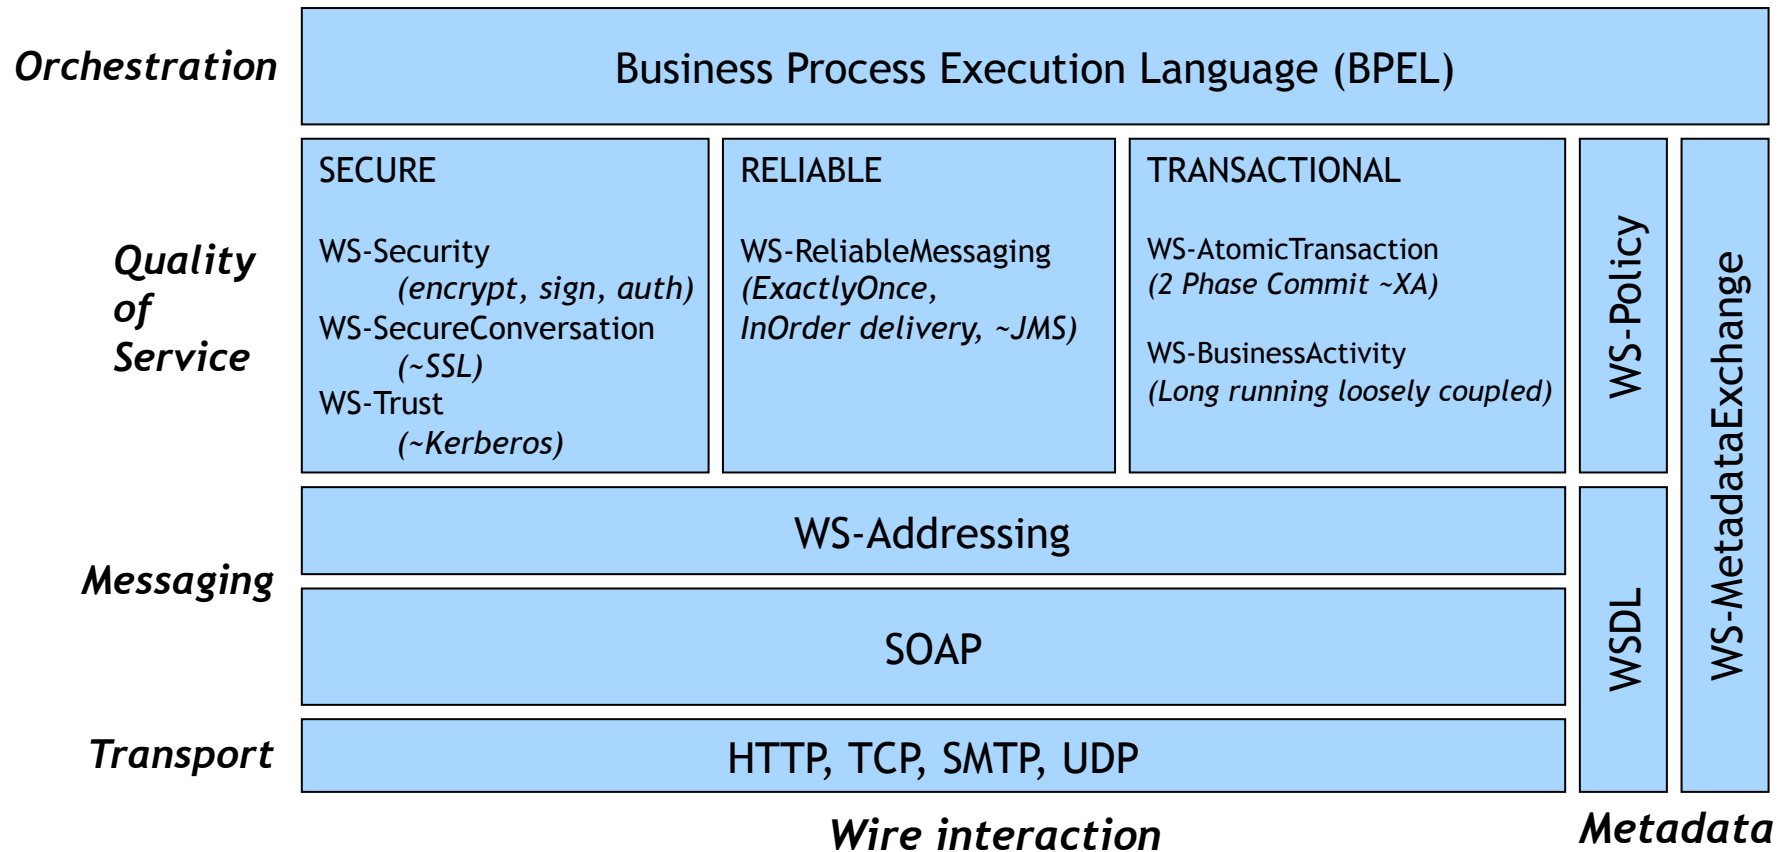 Orchestration
Business Process Execution Language (BPEL)
Quality
of
Service
SECURE
WS-Security
(encrypt, sign, auth)
WS-SecureConversation
(~SSL)
WS-Trust
(~Kerberos)
RELIABLE
WS-ReliableMessaging
(ExactlyOnce,
InOrder delivery, ~JMS)
TRANSACTIONAL
WS-AtomicTransaction
(2 Phase Commit ~XA)
WS-BusinessActivity
(Long running loosely coupled)
WS-Policy
WS-MetadataExchange
Messaging
WS-Addressing
SOAP
WSDL
Transport
HTTP, TCP, SMTP, UDP
Wire interaction
Metadata